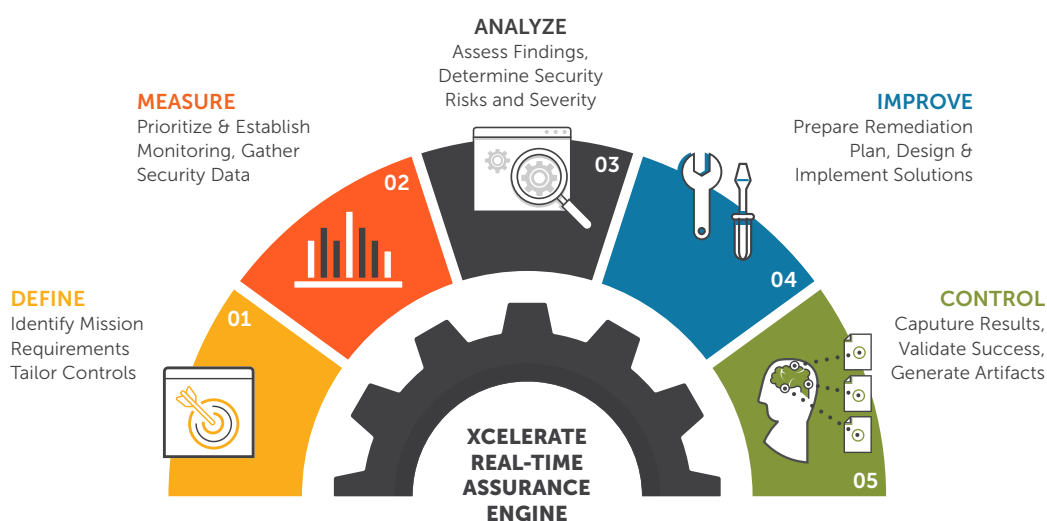 DEFINE
Identify Mission
Requirements
Tailor Controls
01
MEASURE
Prioritize & Establish
Monitoring, Gather
Security Data
02
ANALYZE
Assess Findings,
Determine Security
Risks and Severity
03
IMPROVE
Prepare Remediation
Plan, Design &
Implement Solutions
04
CONTROL
Caputure Results,
Validate Success,
Generate Artifacts
05
XCELERATE
REAL-TIME
ASSURANCE
ENGINE